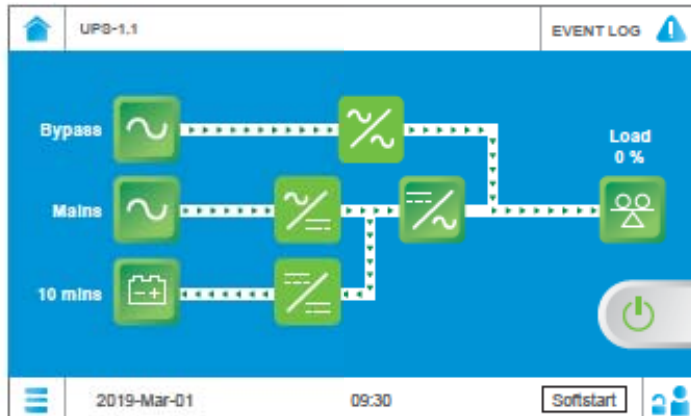 UPS-1.1
EVENT LOG
Bypass
Load
0 %
Mains
10 mins
2019-Mar-01
09:30
Softstart